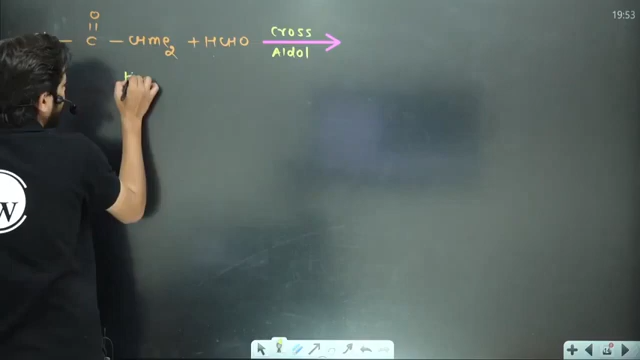 19:53
O
||
— C — CHMe2 + HCHO
Cross
Aldol
W